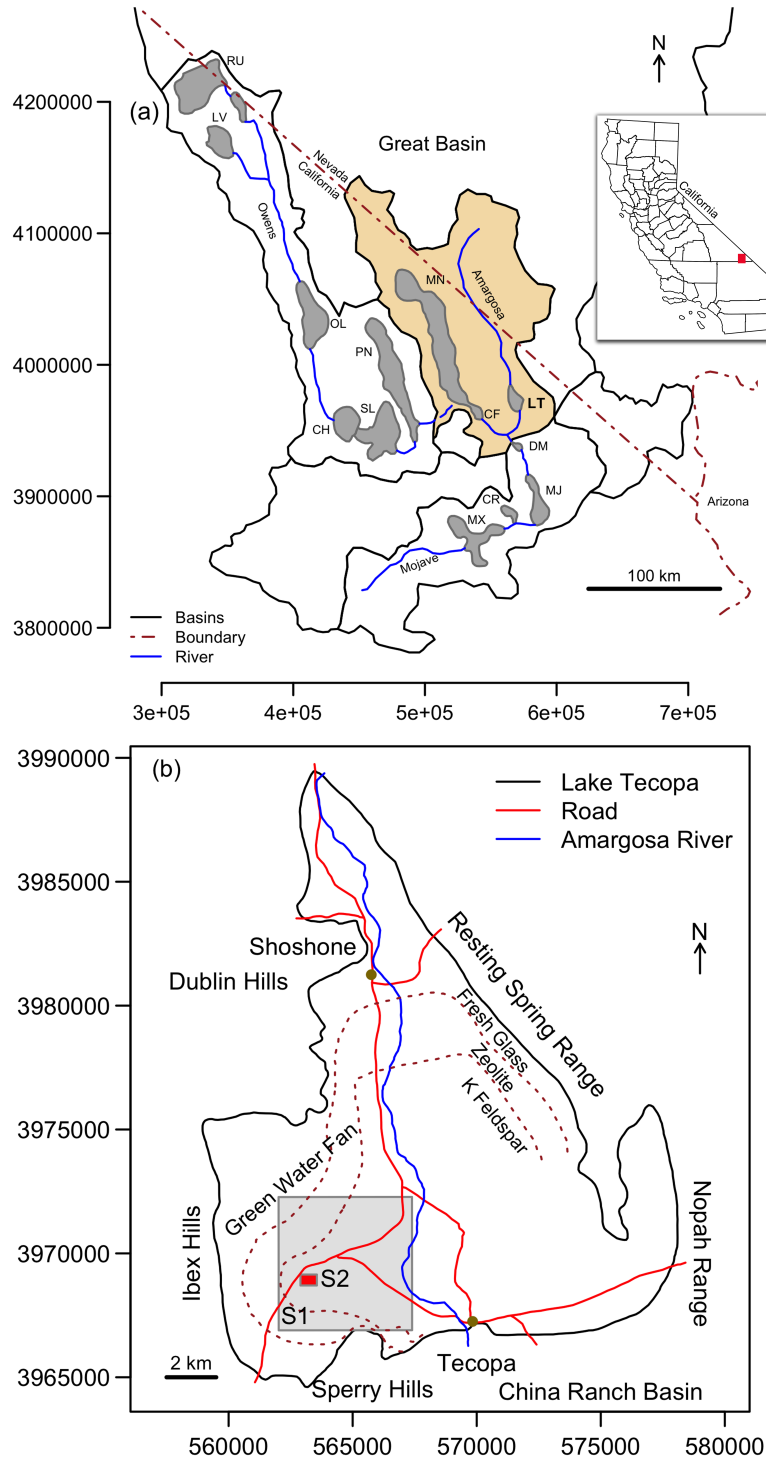 (a)
N
RU
LV
Great Basin
Nevada
California
California
Owens
Amargosa
MN
OL
PN
SL
CH
CF
LT
DM
MJ
CR
MX
Mojave
Arizona
100 km
Basins
Boundary
River
4200000
4100000
4000000
3900000
3800000
3e+05
4e+05
5e+05
6e+05
7e+05
(b)
Lake Tecopa
Road
Amargosa River
N
Shoshone
Dublin Hills
Resting Spring Range
Fresh Glass
Zeolite
K Feldspar
Green Water Fan
Ibex Hills
Nopah Range
S2
S1
2 km
Tecopa
Sperry Hills
China Ranch Basin
3990000
3985000
3980000
3975000
3970000
3965000
560000
565000
570000
575000
580000